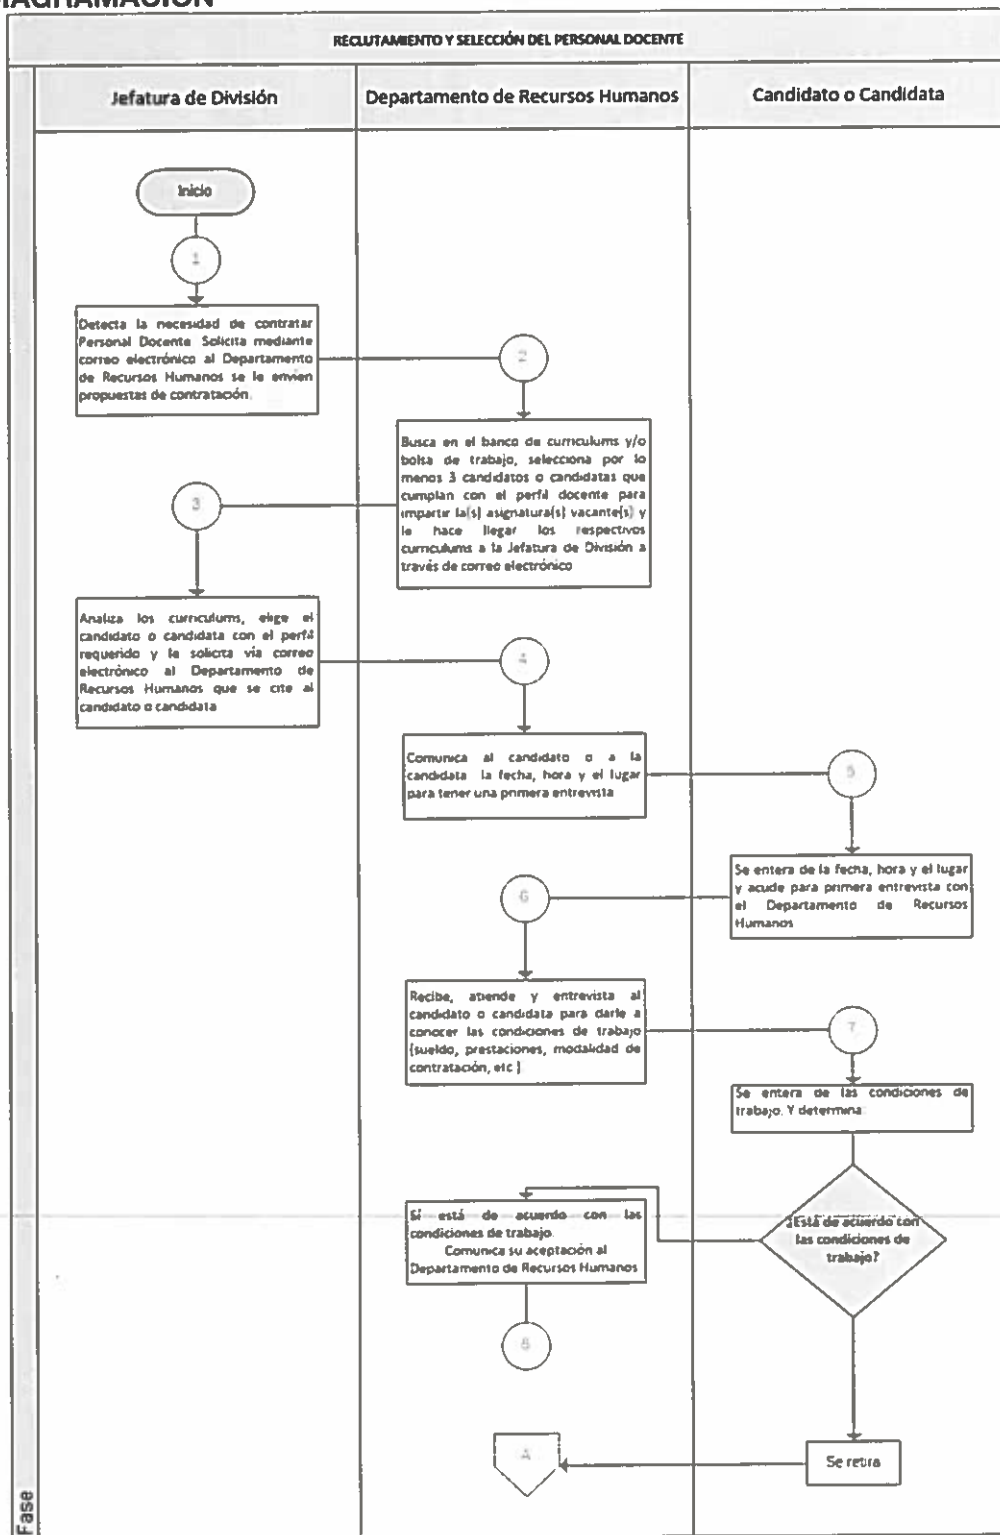 DIAGRAMACIÓN
RECLUTAMIENTO Y SELECCIÓN DEL PERSONAL DOCENTE
Jefatura de División
Departamento de Recursos Humanos
Candidato o Candidata
Inicio
1
Detecta la necesidad de contratar
Personal Docente Solicita mediante
correo electrónico al Departamento
de Recursos Humanos se le envíen
propuestas de contratación.
2
Busca en el banco de curriculums y/o
bolsa de trabajo, selecciona por lo
menos 3 candidatos o candidatas que
cumplan con el perfil docente para
impartir la(s) asignatura(s) vacante(s) y
le hace llegar los respectivos
curriculums a la Jefatura de División a
través de correo electrónico
3
Analiza los curriculums, elige el
candidato o candidata con el perfil
requerido y le solicita vía correo
electrónico al Departamento de
Recursos Humanos que se cite al
candidato o candidata
4
Comunica al candidato o a la
candidata la fecha, hora y el lugar
para tener una primera entrevista
5
Se entera de la fecha, hora y el lugar
y acude para primera entrevista con
el Departamento de Recursos
Humanos
6
Recibe, atiende y entrevista al
candidato o candidata para darle a
conocer las condiciones de trabajo
(sueldo, prestaciones, modalidad de
contratación, etc.)
7
Se entera de las condiciones de
trabajo. Y determina:
¿Está de acuerdo con
las condiciones de
trabajo?
Sí está de acuerdo con las
condiciones de trabajo.
Comunica su aceptación al
Departamento de Recursos Humanos
8
A
Se retira
Fase